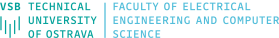 VSB TECHNICAL
UNIVERSITY
OF OSTRAVA
FACULTY OF ELECTRICAL
ENGINEERING AND COMPUTER
SCIENCE